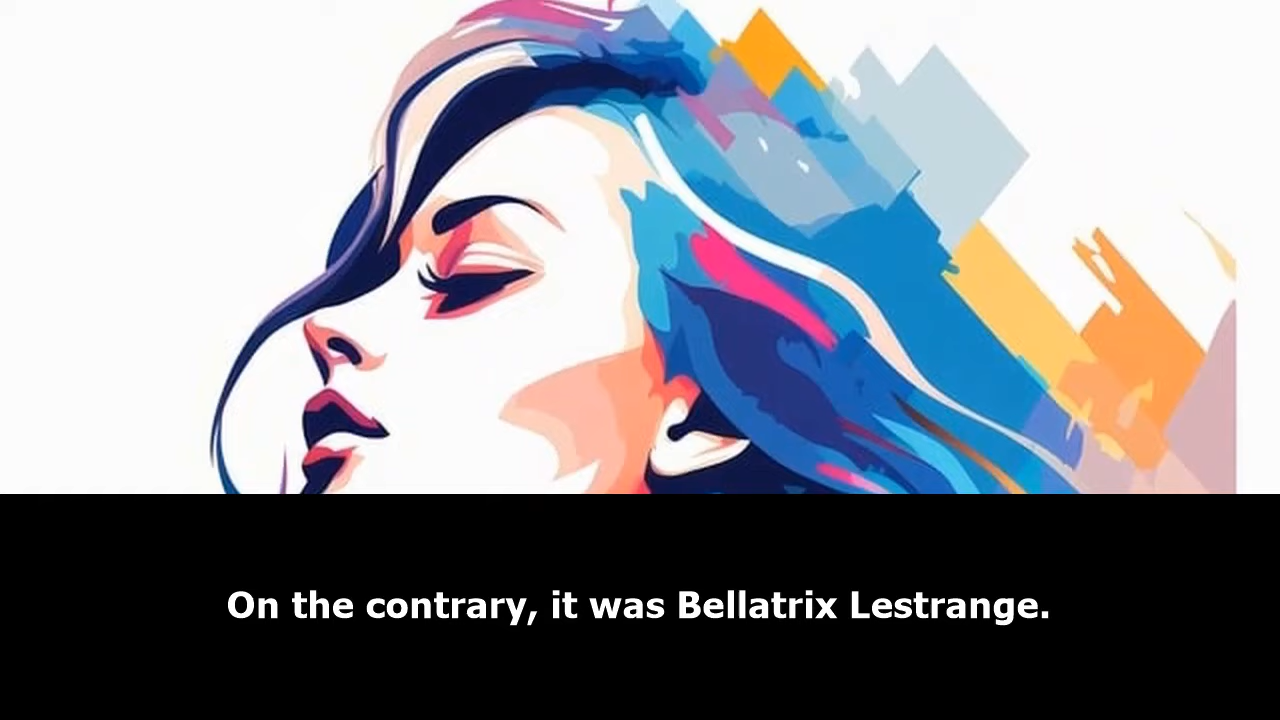 On the contrary, it was Bellatrix Lestrange.